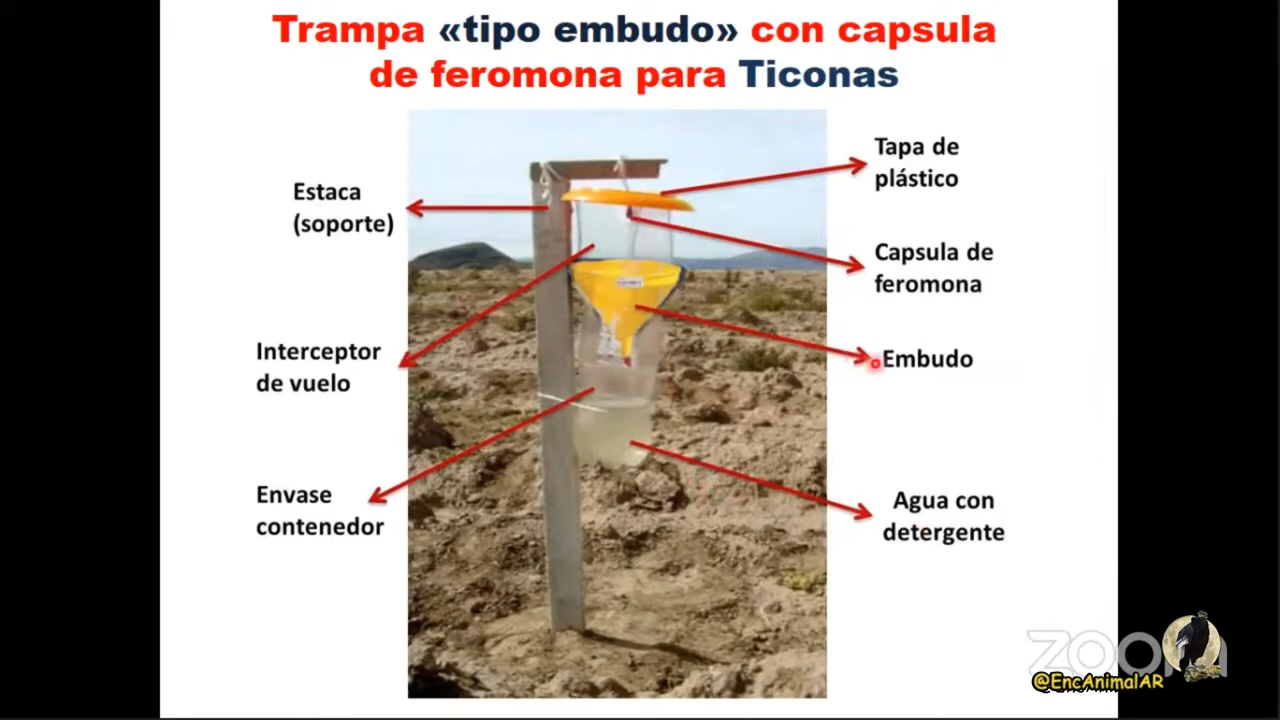 Trampa «tipo embudo» con capsula
de feromona para Ticonas
Estaca
(soporte)
Tapa de
plástico
Capsula de
feromona
Interceptor
de vuelo
Embudo
Envase
contenedor
Agua con
detergente
zoom
@EncAnimalAR